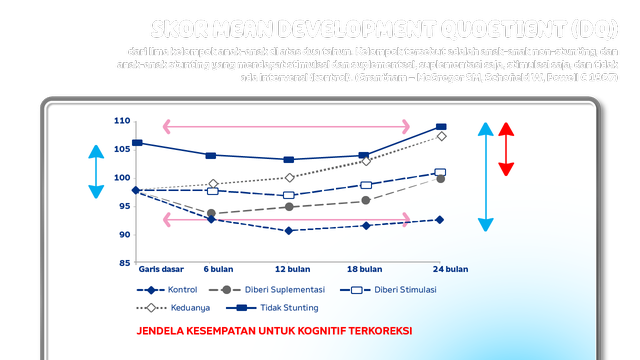 SKOR MEAN DEVELOPMENT QUOETIENT (DQ)
dari lima kelompok anak-anak di atas dua tahun. Kelompok tersebut adalah anak-anak non-stunting, dan
anak-anak stunting yang mendapat stimulasi dan suplementasi, suplementasi saja, stimulasi saja, dan tidak
ada intervensi (kontrol). (Grantham – McGregor SM, Schofield W, Powell C 1987)
110
105
100
95
90
85
Garis dasar 6 bulan 12 bulan 18 bulan 24 bulan
Kontrol Diberi Suplementasi Diberi Stimulasi
Keduanya Tidak Stunting
JENDELA KESEMPATAN UNTUK KOGNITIF TERKOREKSI